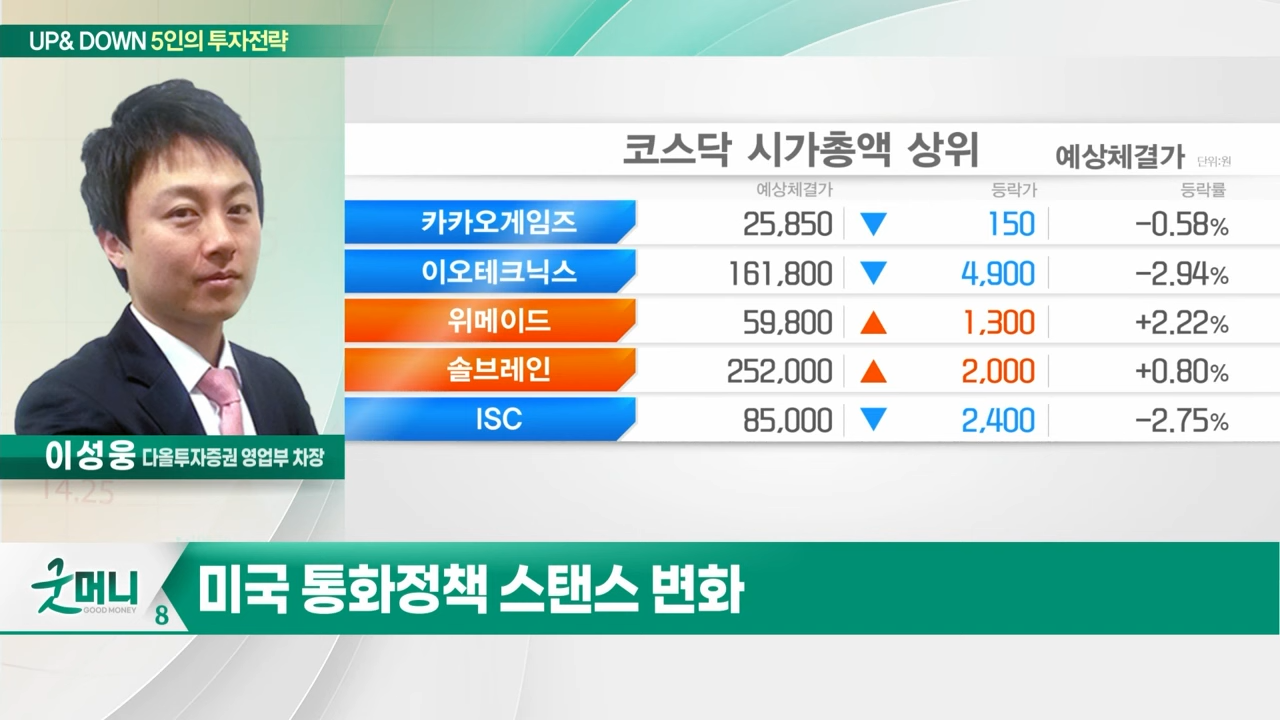 UP& DOWN 5인의 투자전략
코스닥 시가총액 상위 예상체결가 단위:원
예상체결가 등락가 등락률
카카오게임즈 25,850 ▼ 150 -0.58%
이오테크닉스 161,800 ▼ 4,900 -2.94%
위메이드 59,800 ▲ 1,300 +2.22%
솔브레인 252,000 ▲ 2,000 +0.80%
ISC 85,000 ▼ 2,400 -2.75%
이성웅 다올투자증권 영업부 차장
14.25
굿머니 GOOD MONEY 8
미국 통화정책 스탠스 변화